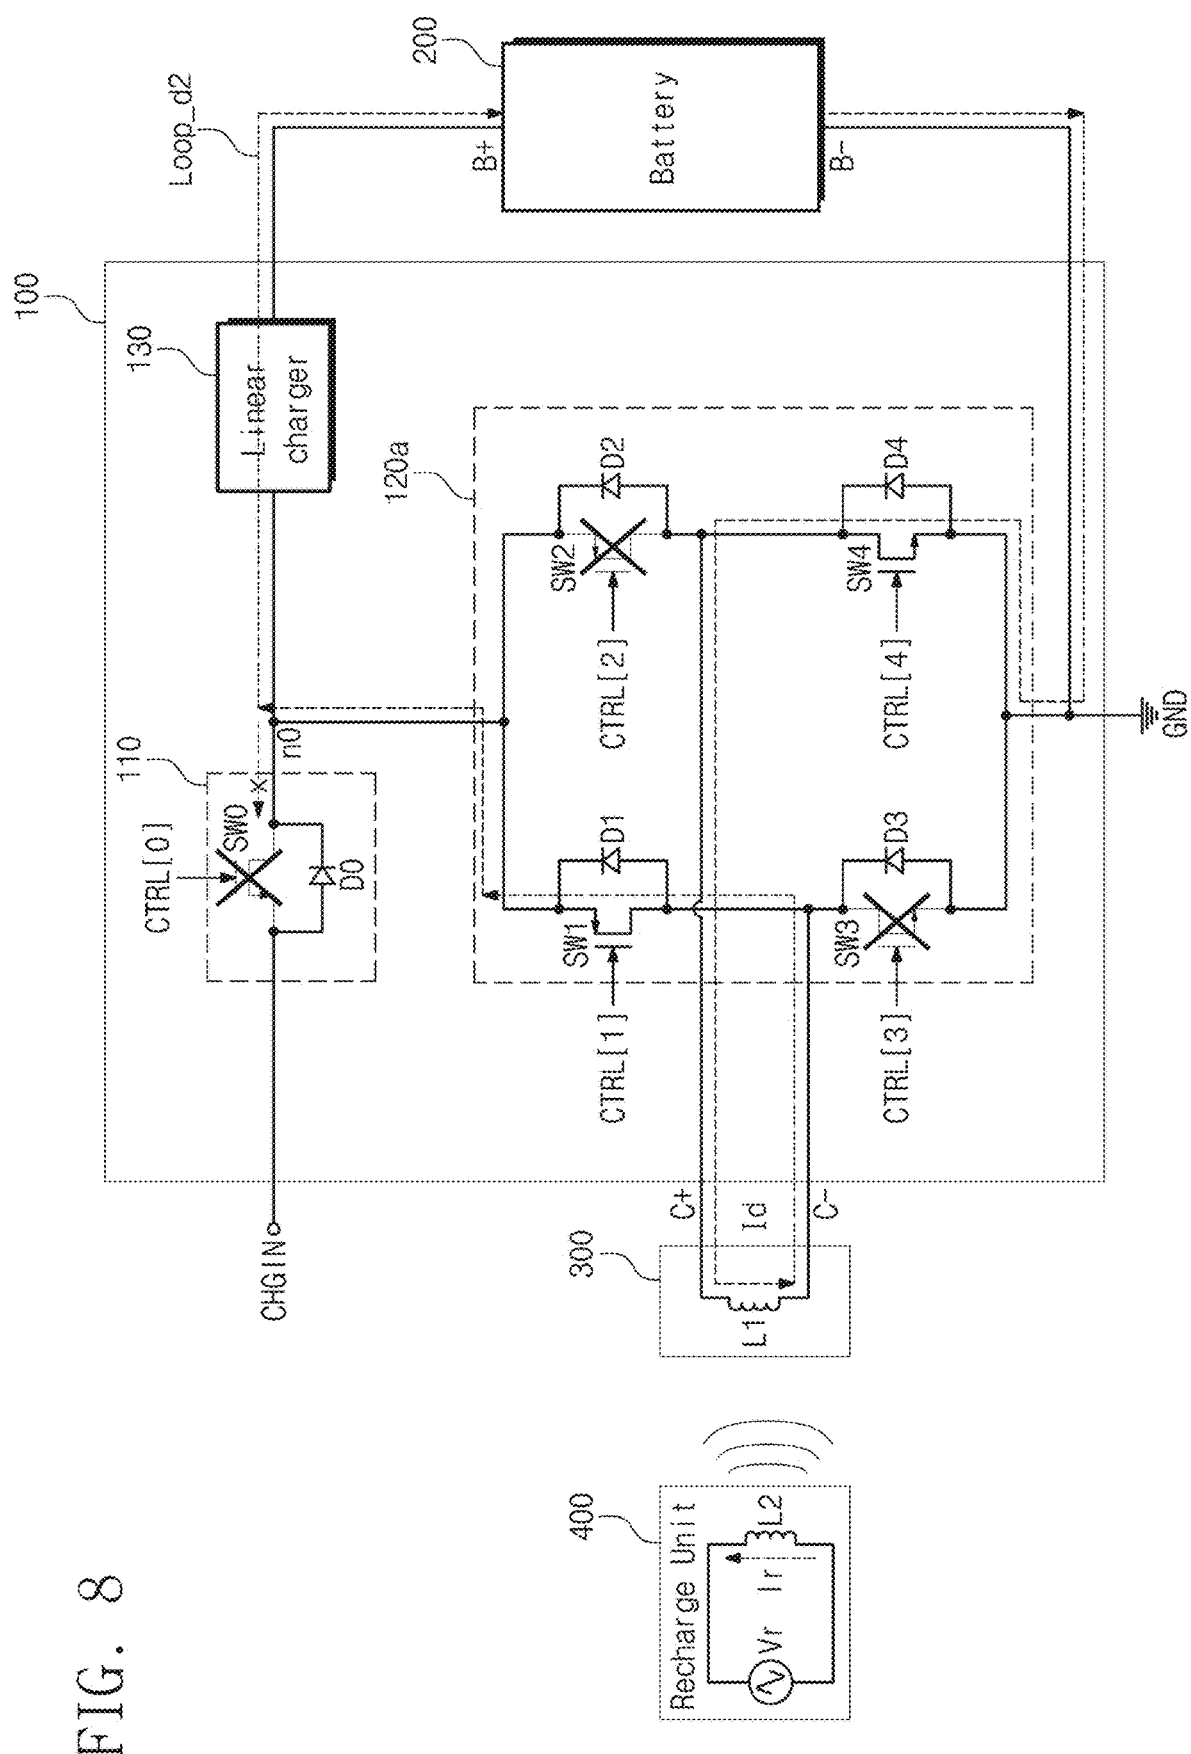 FIG. 8
Loop_d2
200
100
130
Linear
charger
B+
Battery
B-
110
CTRL[0]
SW0
D0
n0
CHGIN
120a
SW1
D1
CTRL[1]
SW2
D2
CTRL[2]
SW3
D3
CTRL[3]
SW4
D4
CTRL[4]
GND
C+
Id
C-
300
L1
400
Recharge Unit
Vr
Ir
L2